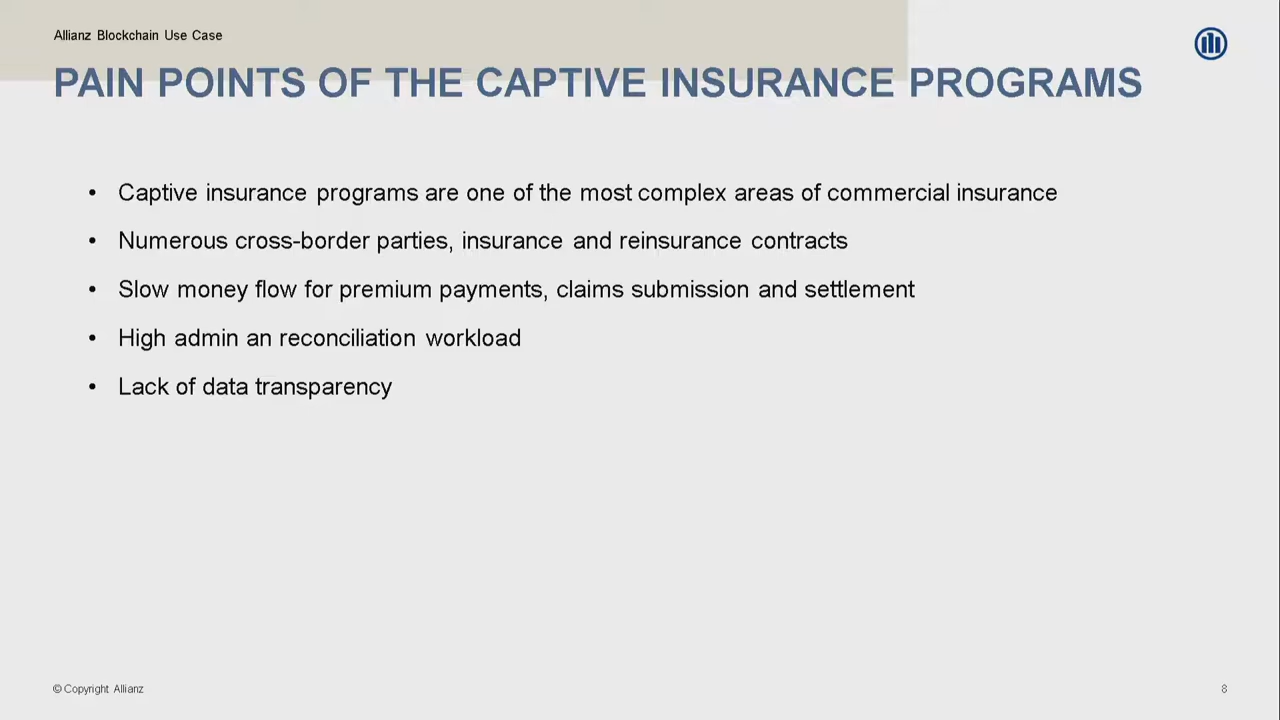 Allianz Blockchain Use Case
PAIN POINTS OF THE CAPTIVE INSURANCE PROGRAMS
• Captive insurance programs are one of the most complex areas of commercial insurance
• Numerous cross-border parties, insurance and reinsurance contracts
• Slow money flow for premium payments, claims submission and settlement
• High admin an reconciliation workload
• Lack of data transparency
© Copyright Allianz
8